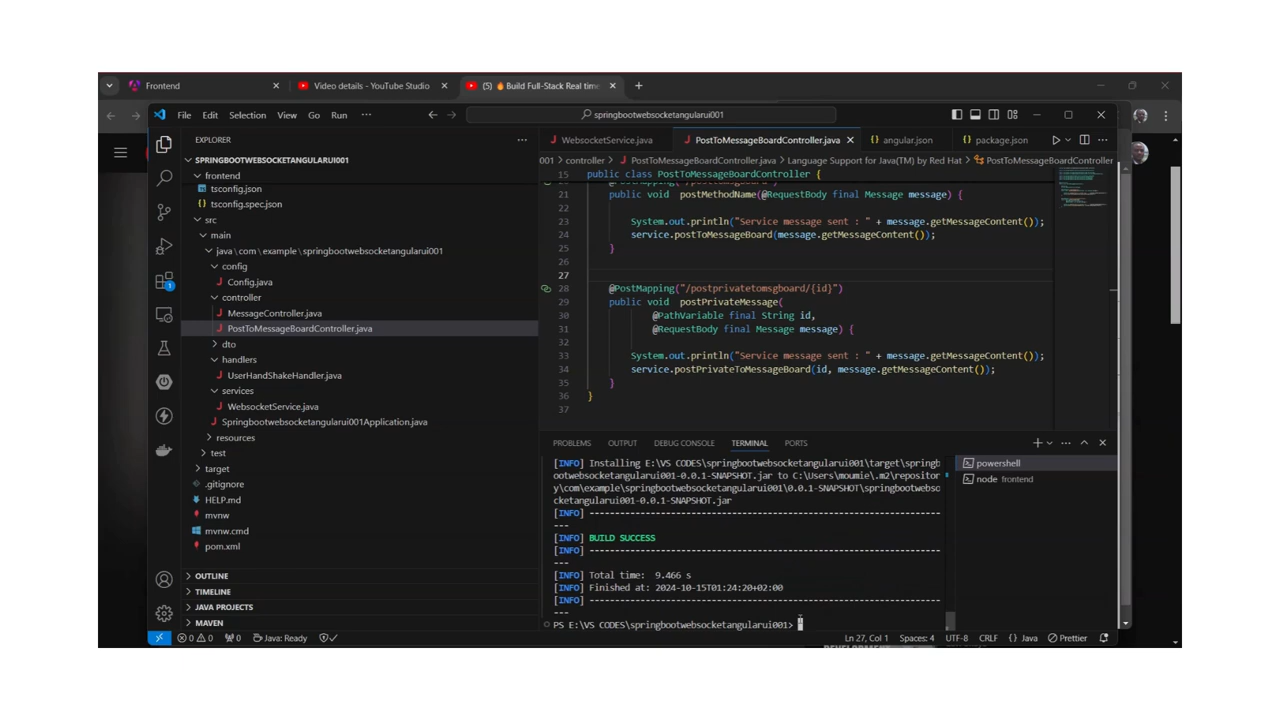 Frontend
Video details - YouTube Studio
(5) 🔥 Build Full-Stack Real time
File Edit Selection View Go Run ···
springbootwebsocketangularui001
EXPLORER
SPRINGBOOTWEBSOCKETANGULARUI001
frontend
tsconfig.json
tsconfig.spec.json
src
main
java\com\example\springbootwebsocketangularui001
config
Config.java
controller
MessageController.java
PostToMessageBoardController.java
dto
handlers
UserHandShakeHandler.java
services
WebsocketService.java
Springbootwebsocketangularui001Application.java
resources
test
target
.gitignore
HELP.md
mvnw
mvnw.cmd
pom.xml
OUTLINE
TIMELINE
JAVA PROJECTS
MAVEN
WebsocketService.java
PostToMessageBoardController.java
angular.json
package.json
001 > controller > PostToMessageBoardController.java > Language Support for Java(TM) by Red Hat > PostToMessageBoardController
15 public class PostToMessageBoardController {
21 public void postMethodName(@RequestBody final Message message) {
22
23 System.out.println("Service message sent : " + message.getMessageContent());
24 service.postToMessageBoard(message.getMessageContent());
25 }
26
27
28 @PostMapping("/postprivatetomsgboard/{id}")
29 public void postPrivateMessage(
30 @PathVariable final String id,
31 @RequestBody final Message message) {
32
33 System.out.println("Service message sent : " + message.getMessageContent());
34 service.postPrivateToMessageBoard(id, message.getMessageContent());
35 }
36 }
37
PROBLEMS OUTPUT DEBUG CONSOLE TERMINAL PORTS
[INFO] Installing E:\VS CODES\springbootwebsocketangularui001\target\springb
ootwebsocketangularui001-0.0.1-SNAPSHOT.jar to C:\Users\moumie\.m2\repositor
y\com\example\springbootwebsocketangularui001\0.0.1-SNAPSHOT\springbootwebso
cketangularui001-0.0.1-SNAPSHOT.jar
[INFO] ------------------------------------------------------------------------
---
[INFO] BUILD SUCCESS
[INFO] ------------------------------------------------------------------------
---
[INFO] Total time: 9.466 s
[INFO] Finished at: 2024-10-15T01:24:20+02:00
[INFO] ------------------------------------------------------------------------
---
PS E:\VS CODES\springbootwebsocketangularui001>
powershell
node frontend
1
0 0 0 Java: Ready
Ln 27, Col 1 Spaces: 4 UTF-8 CRLF {} Java Prettier